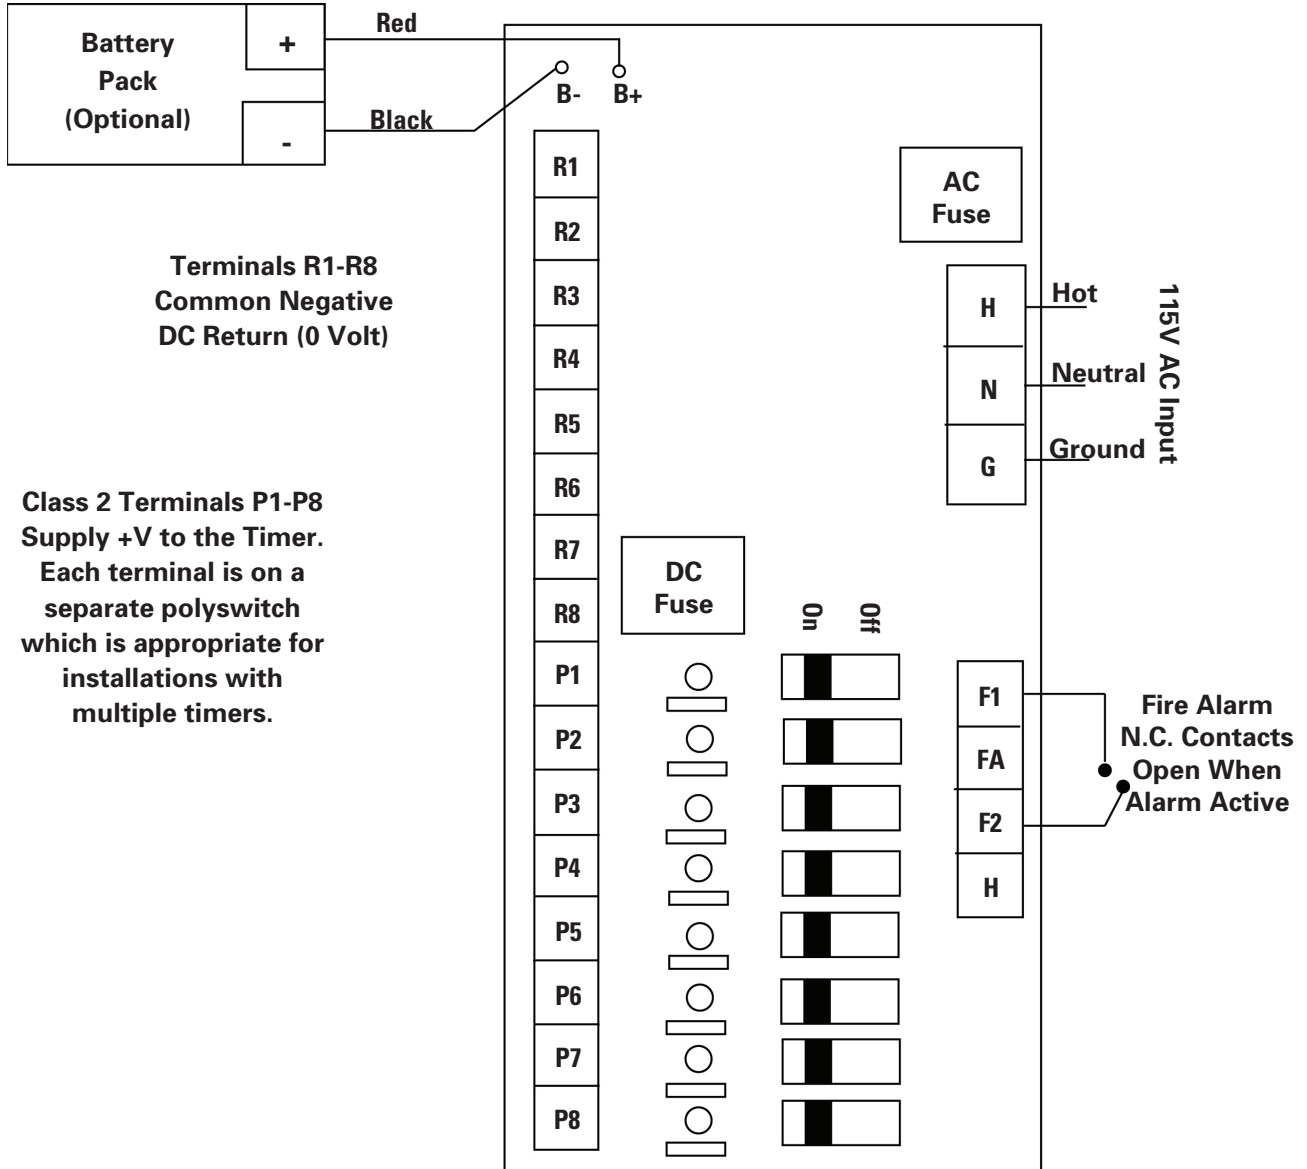 Battery
Pack
(Optional)
+
-
Red
Black
B-
B+
R1
R2
R3
R4
R5
R6
R7
R8
P1
P2
P3
P4
P5
P6
P7
P8
Terminals R1-R8
Common Negative
DC Return (0 Volt)
Class 2 Terminals P1-P8
Supply +V to the Timer.
Each terminal is on a
separate polyswitch
which is appropriate for
installations with
multiple timers.
DC
Fuse
On
Off
AC
Fuse
H
N
G
Hot
Neutral
Ground
115V AC Input
F1
FA
F2
H
Fire Alarm
N.C. Contacts
Open When
Alarm Active